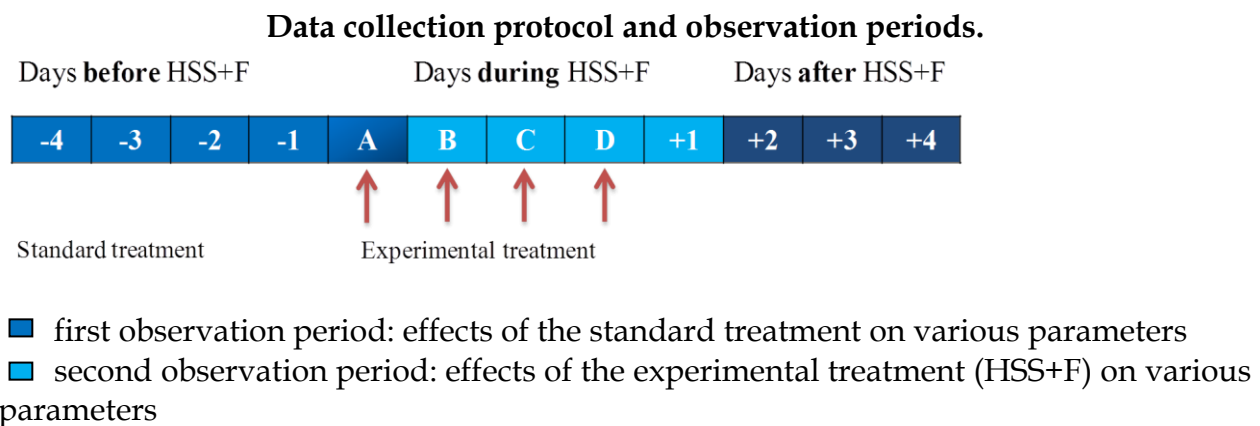 Data collection protocol and observation periods.
Days before HSS+F Days during HSS+F Days after HSS+F
-4 -3 -2 -1 A B C D +1 +2 +3 +4
Standard treatment Experimental treatment
first observation period: effects of the standard treatment on various parameters
second observation period: effects of the experimental treatment (HSS+F) on various
parameters